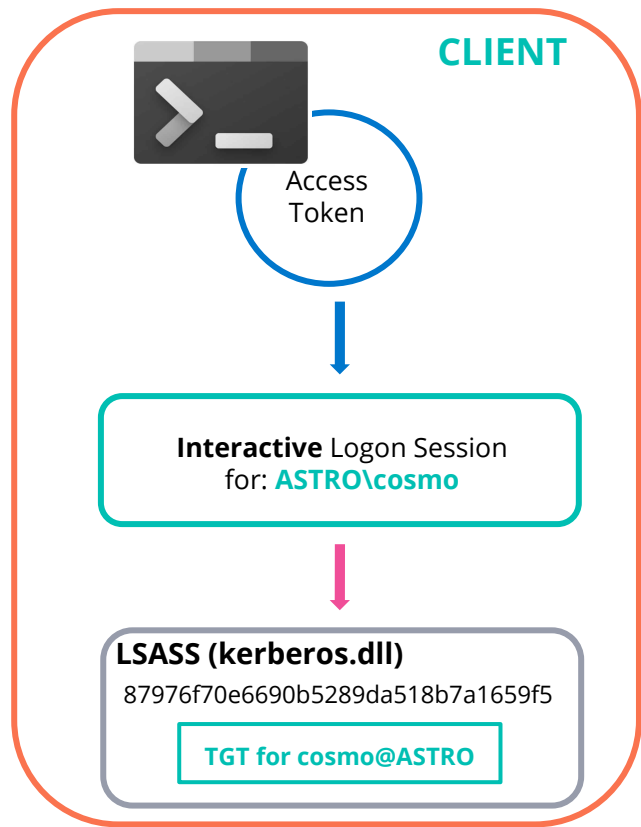 CLIENT
Access
Token
Interactive Logon Session
for: ASTRO\cosmo
LSASS (kerberos.dll)
87976f70e6690b5289da518b7a1659f5
TGT for cosmo@ASTRO